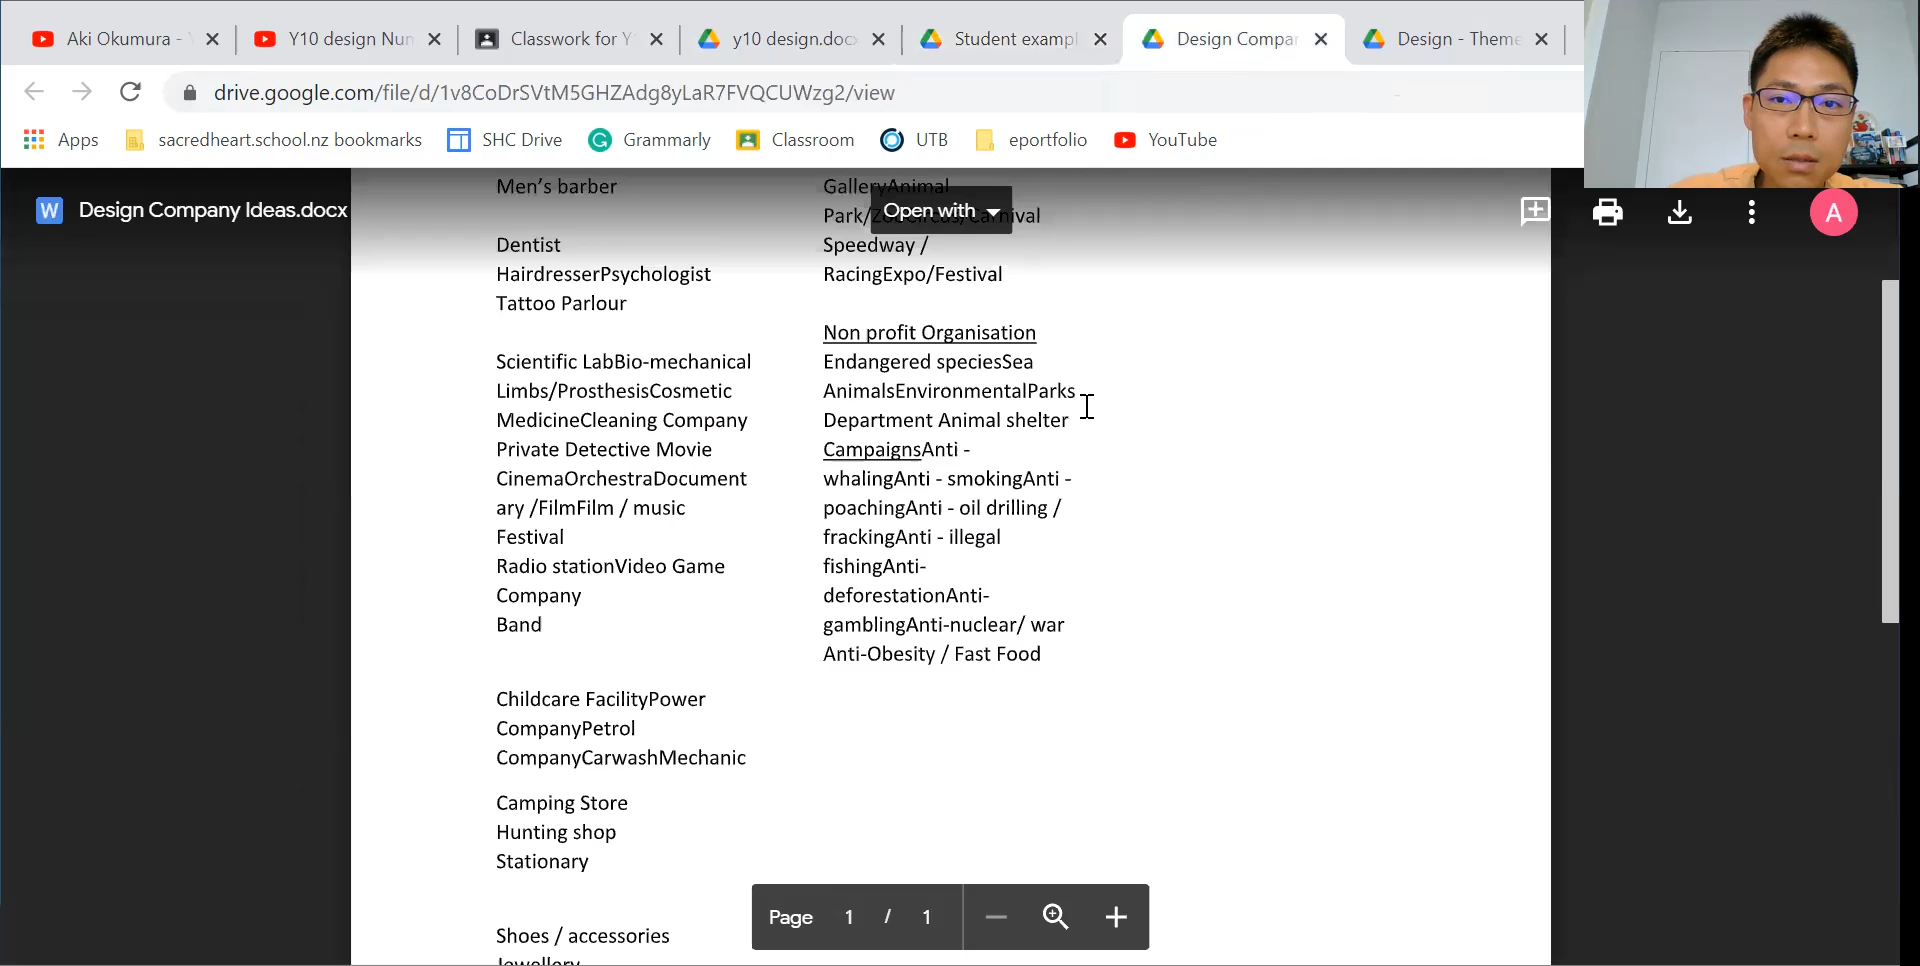 Aki Okumura -
Y10 design Nun
Classwork for Y
y10 design.doc
Student exampl
Design Compar
Design - Theme
drive.google.com/file/d/1v8CoDrSVtM5GHZAdg8yLaR7FVQCUWzg2/view
Apps
sacredheart.school.nz bookmarks
SHC Drive
Grammarly
Classroom
UTB
eportfolio
YouTube
W
Design Company Ideas.docx
Open with
A
Men's barber
Dentist
HairdresserPsychologist
Tattoo Parlour
Scientific LabBio-mechanical
Limbs/ProsthesisCosmetic
MedicineCleaning Company
Private Detective Movie
CinemaOrchestraDocument
ary /FilmFilm / music
Festival
Radio stationVideo Game
Company
Band
Childcare FacilityPower
CompanyPetrol
CompanyCarwashMechanic
Camping Store
Hunting shop
Stationary
Shoes / accessories
Jewellery
GalleryAnimal
Park/ZooCircus/Carnival
Speedway /
RacingExpo/Festival
Non profit Organisation
Endangered speciesSea
AnimalsEnvironmentalParks
Department Animal shelter
CampaignsAnti -
whalingAnti - smokingAnti -
poachingAnti - oil drilling /
frackingAnti - illegal
fishingAnti-
deforestationAnti-
gamblingAnti-nuclear/ war
Anti-Obesity / Fast Food
Page 1 / 1